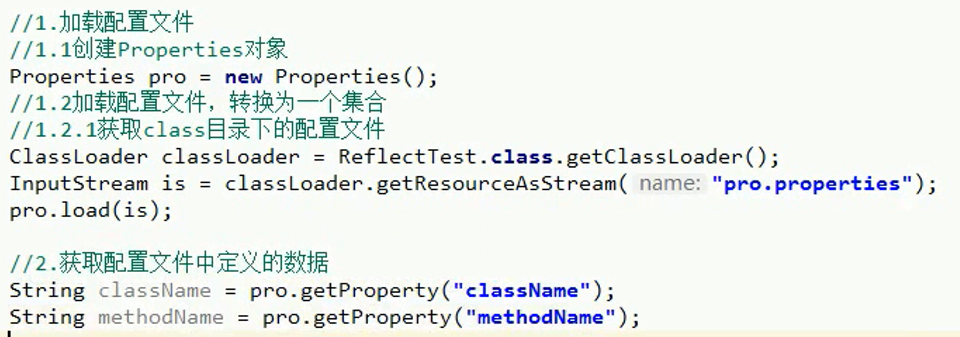 //1.加载配置文件
//1.1创建Properties对象
Properties pro = new Properties();
//1.2加载配置文件，转换为一个集合
//1.2.1获取class目录下的配置文件
ClassLoader classLoader = ReflectTest.class.getClassLoader();
InputStream is = classLoader.getResourceAsStream( name: "pro.properties");
pro.load(is);
//2.获取配置文件中定义的数据
String className = pro.getProperty("className");
String methodName = pro.getProperty("methodName");